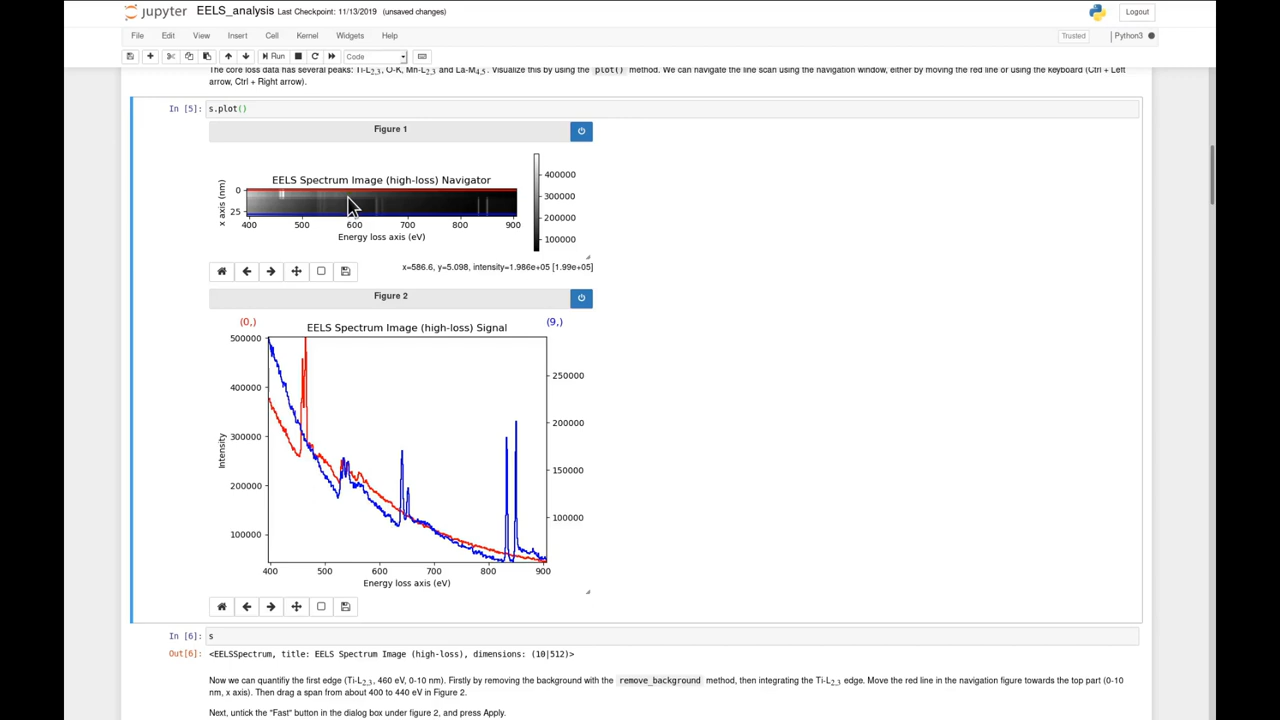 jupyter EELS_analysis Last Checkpoint: 11/13/2019 (unsaved changes) Logout
File Edit View Insert Cell Kernel Widgets Help Trusted Python3
Run Code
The core loss data has several peaks: Ti-L2,3, O-K, Mn-L2,3 and La-M4,5. Visualize this by using the plot() method. We can navigate the line scan using the navigation window, either by moving the red line or using the keyboard (Ctrl + Left
arrow, Ctrl + Right arrow).
In [5]: s.plot()
Figure 1
EELS Spectrum Image (high-loss) Navigator
x axis (nm)
0
25
400 500 600 700 800 900
Energy loss axis (eV)
400000
300000
200000
100000
x=586.6, y=5.098, intensity=1.986e+05 [1.99e+05]
Figure 2
(0,) (9,)
EELS Spectrum Image (high-loss) Signal
Intensity
500000
400000
300000
200000
100000
250000
200000
150000
100000
400 500 600 700 800 900
Energy loss axis (eV)
In [6]: s
Out[6]: <EELSSpectrum, title: EELS Spectrum Image (high-loss), dimensions: (10|512)>
Now we can quantifiy the first edge (Ti-L2,3, 460 eV, 0-10 nm). Firstly by removing the background with the remove_background method, then integrating the Ti-L2,3 edge. Move the red line in the navigation figure towards the top part (0-10
nm, x axis). Then drag a span from about 400 to 440 eV in Figure 2.
Next, untick the "Fast" button in the dialog box under figure 2, and press Apply.